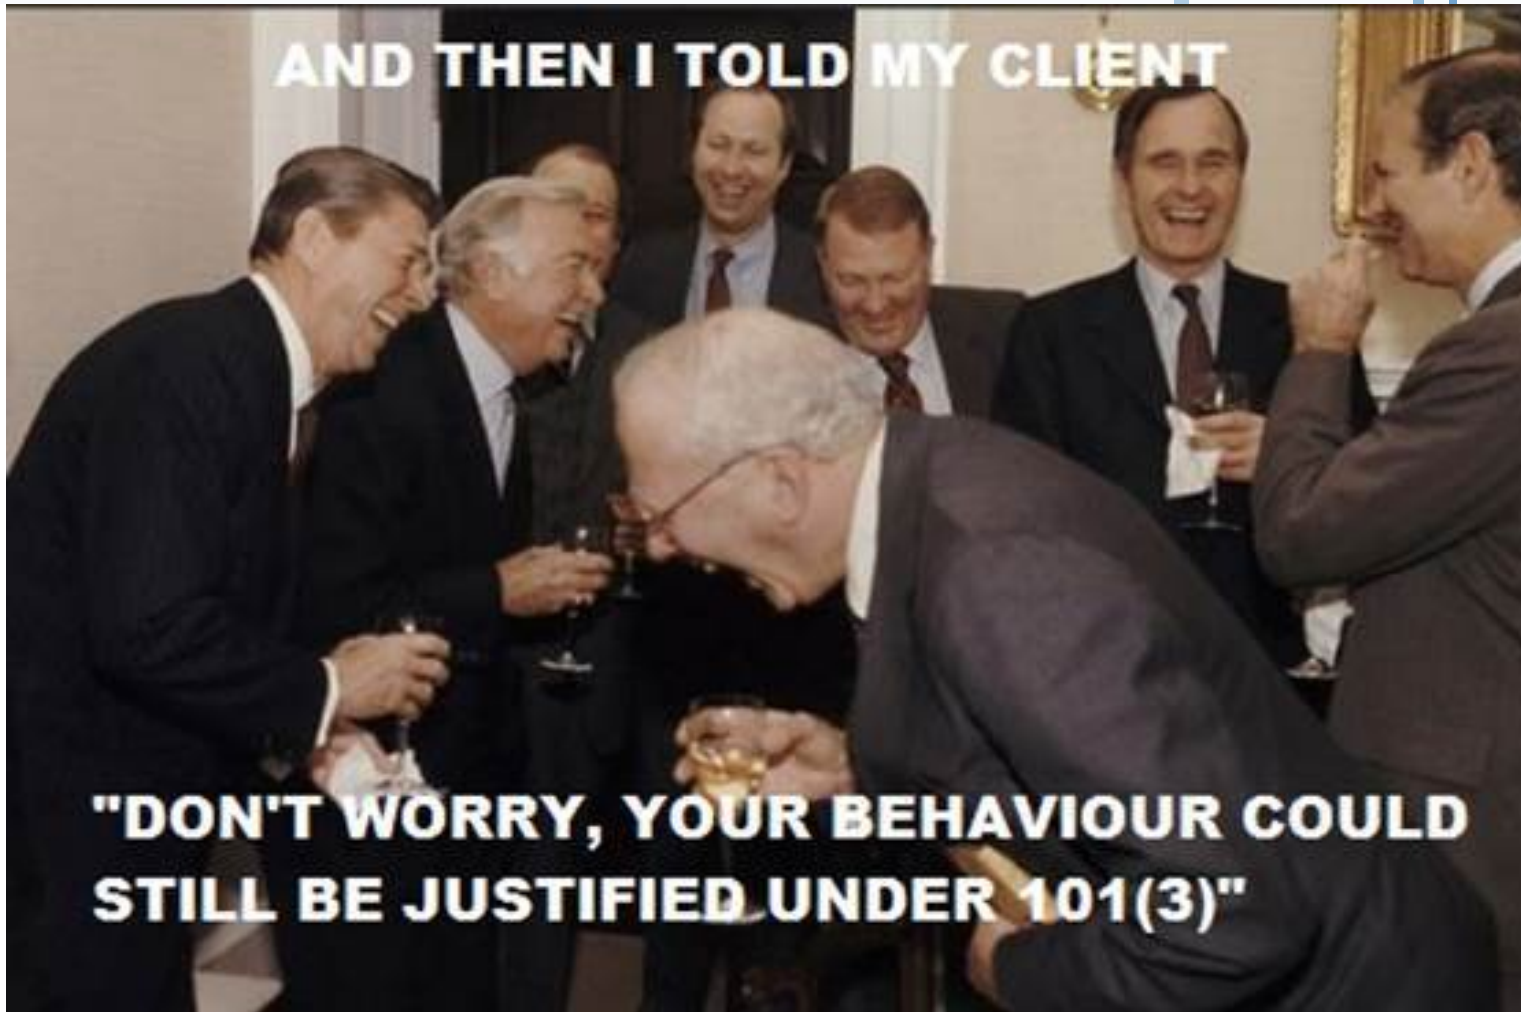 AND THEN I TOLD MY CLIENT
"DON'T WORRY, YOUR BEHAVIOUR COULD
STILL BE JUSTIFIED UNDER 101(3)"